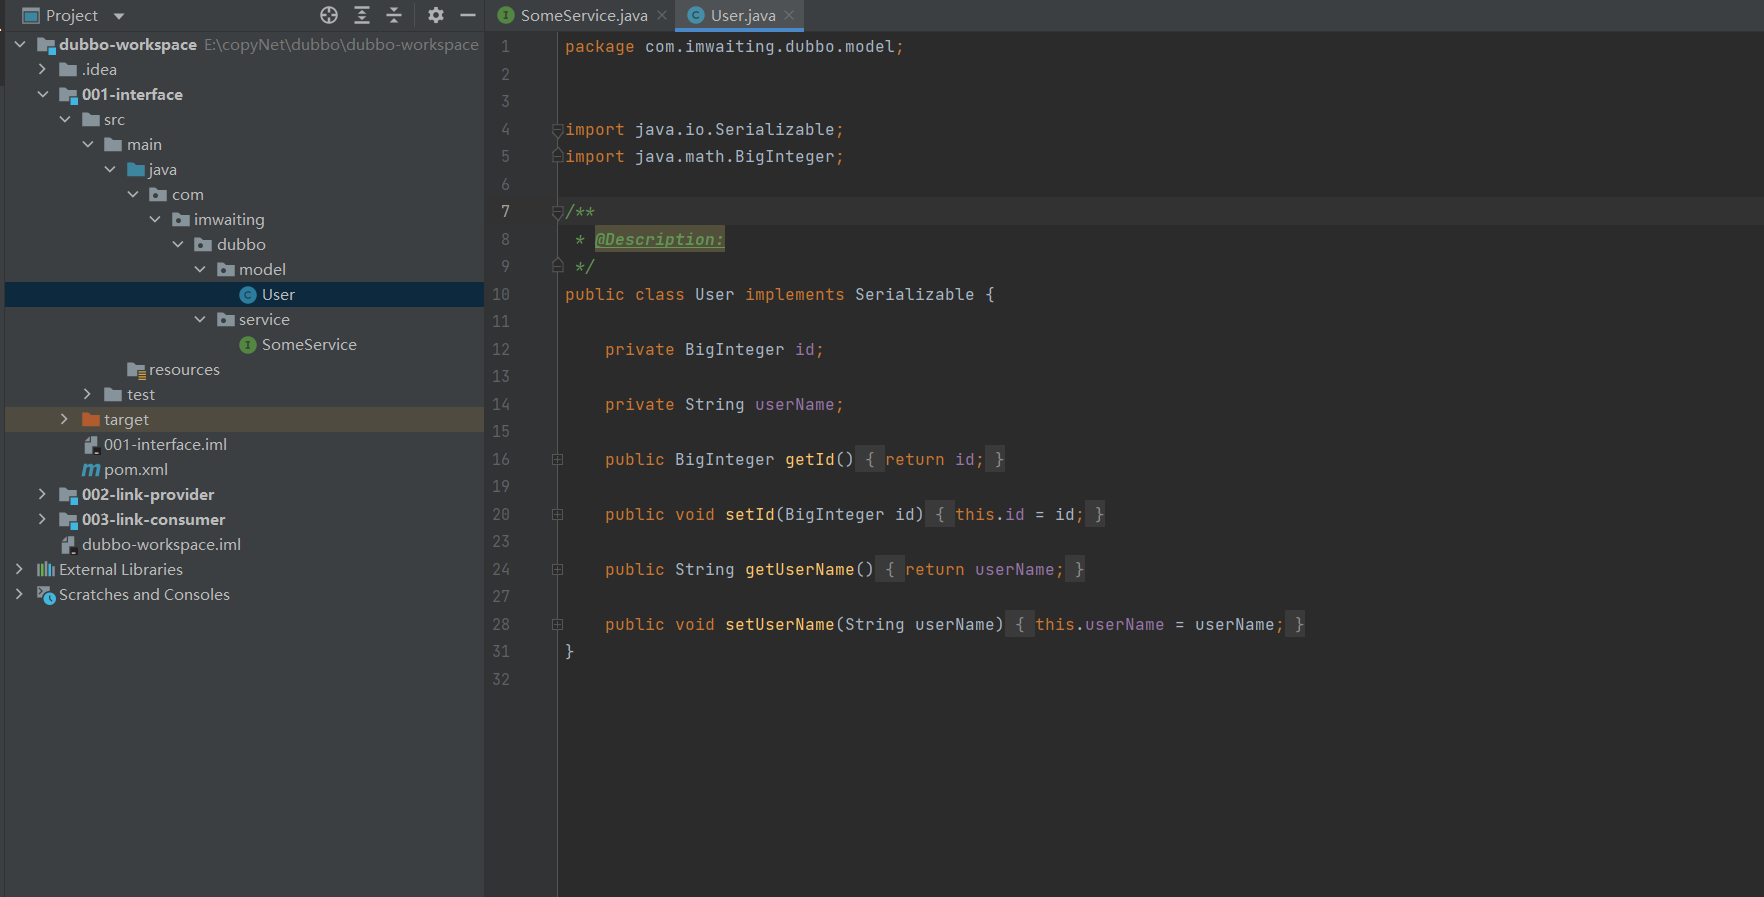 Project
dubbo-workspace E:\copyNet\dubbo\dubbo-workspace
.idea
001-interface
src
main
java
com
imwaiting
dubbo
model
User
service
SomeService
resources
test
target
001-interface.iml
pom.xml
002-link-provider
003-link-consumer
dubbo-workspace.iml
External Libraries
Scratches and Consoles
SomeService.java
User.java
1 package com.imwaiting.dubbo.model;
2
3
4 import java.io.Serializable;
5 import java.math.BigInteger;
6
7 /**
8  * @Description:
9  */
10 public class User implements Serializable {
11
12     private BigInteger id;
13
14     private String userName;
15
16     public BigInteger getId() { return id; }
19
20     public void setId(BigInteger id) { this.id = id; }
23
24     public String getUserName() { return userName; }
27
28     public void setUserName(String userName) { this.userName = userName; }
31 }
32